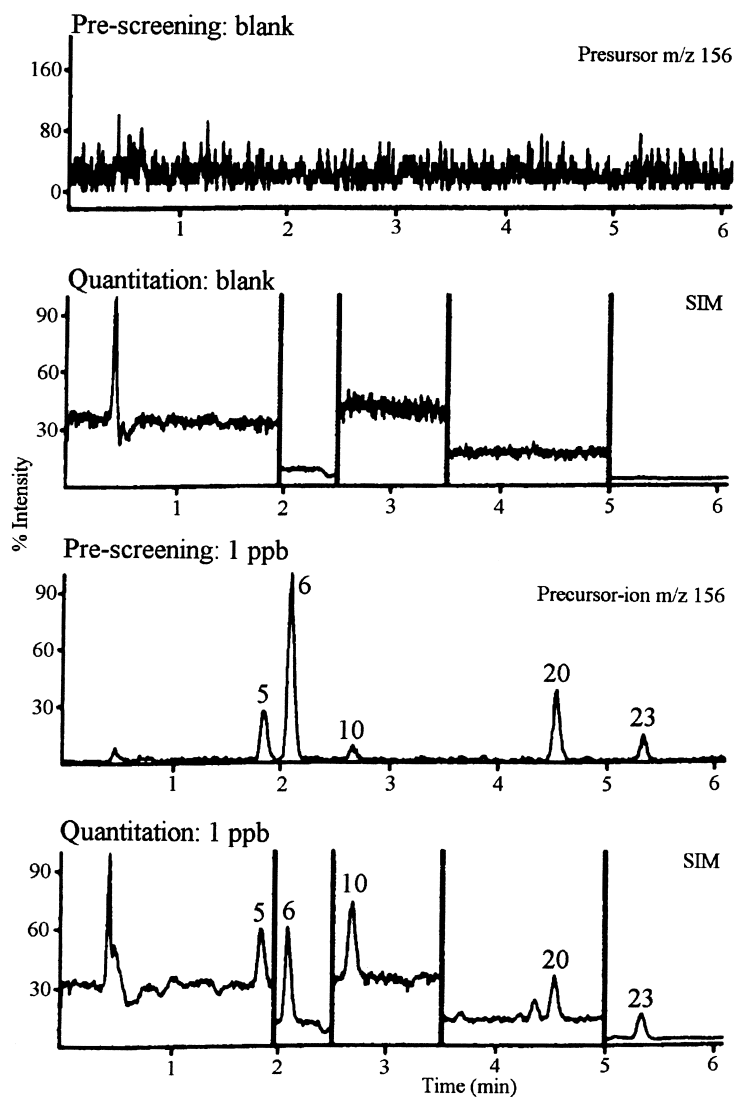 Pre-screening: blank
Presursor m/z 156
160
80
0
1 2 3 4 5 6
Quantitation: blank
SIM
90
60
30
1 2 3 4 5 6
% Intensity
Pre-screening: 1 ppb
Precursor-ion m/z 156
90
60
30
5 6 10 20 23
1 2 3 4 5 6
Quantitation: 1 ppb
SIM
90
60
30
5 6 10 20 23
1 2 3 4 5 6
Time (min)